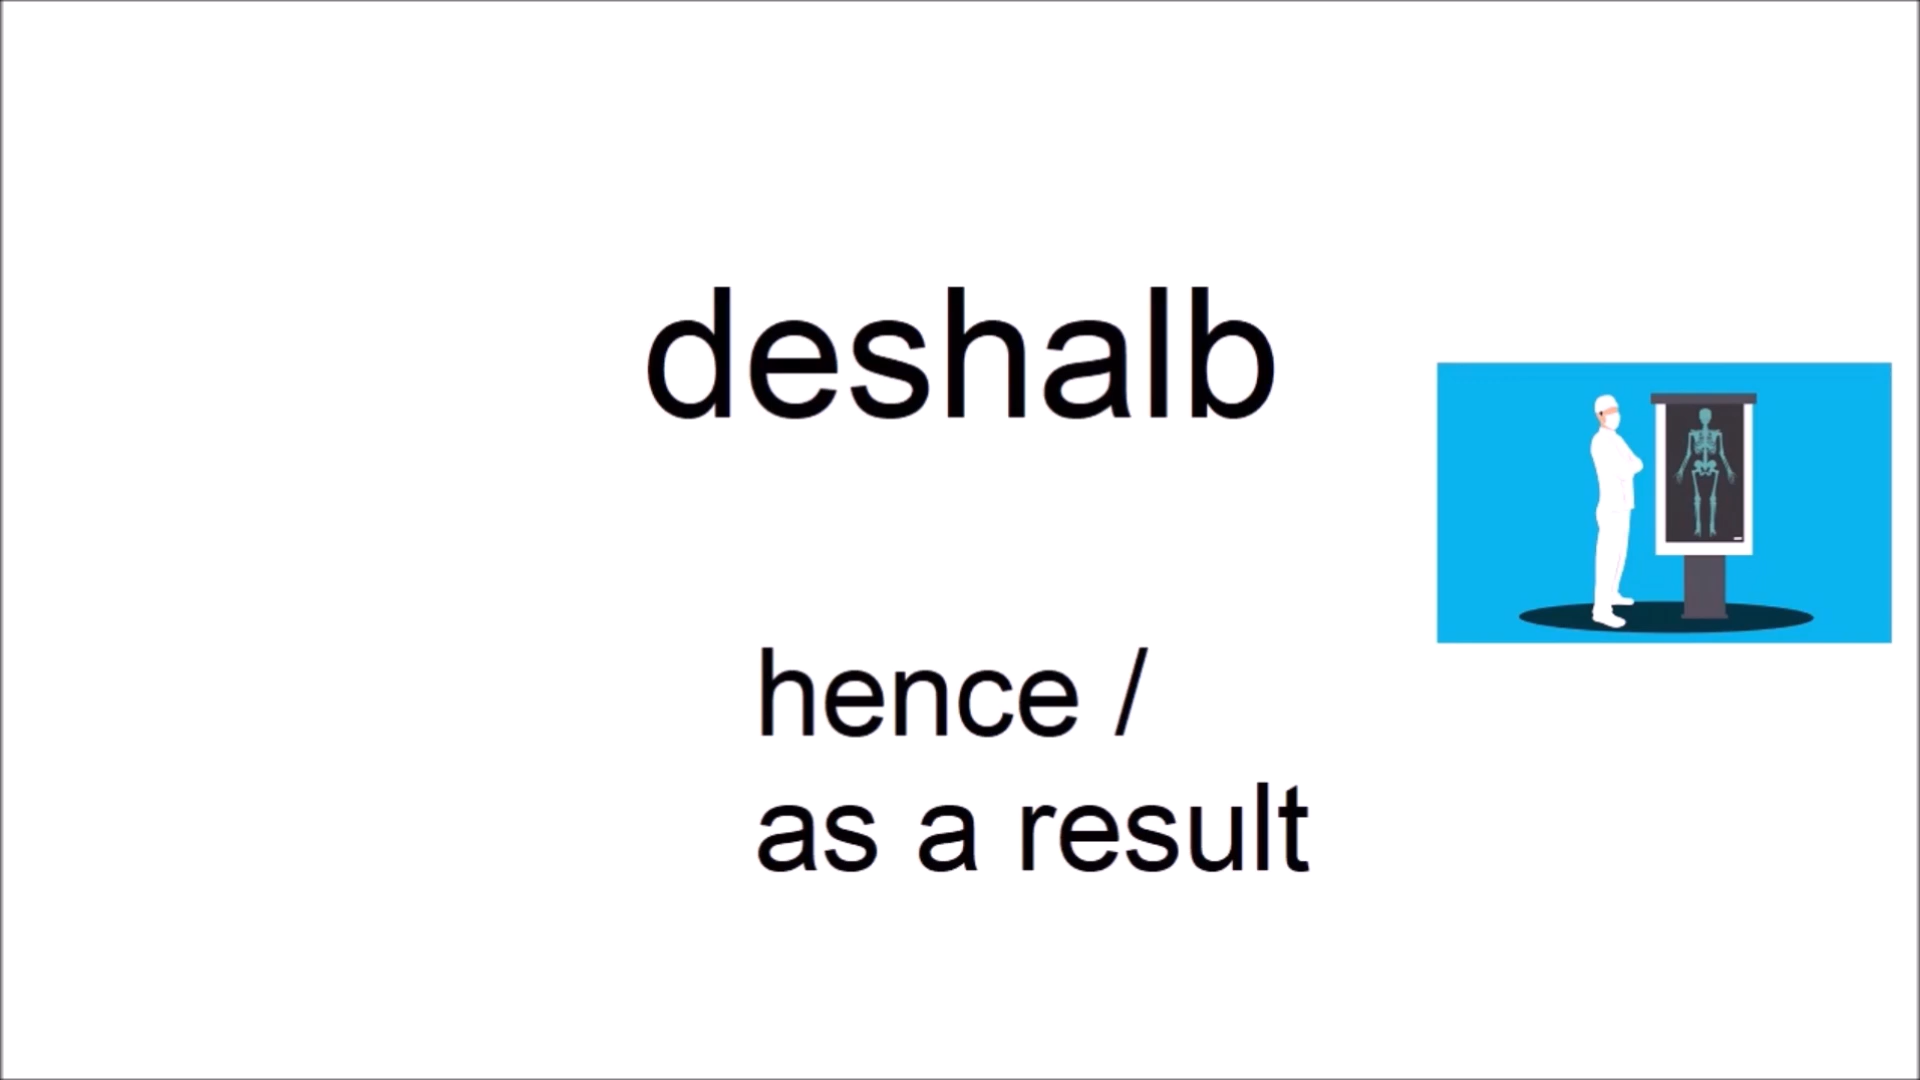 deshalb
hence /
as a result